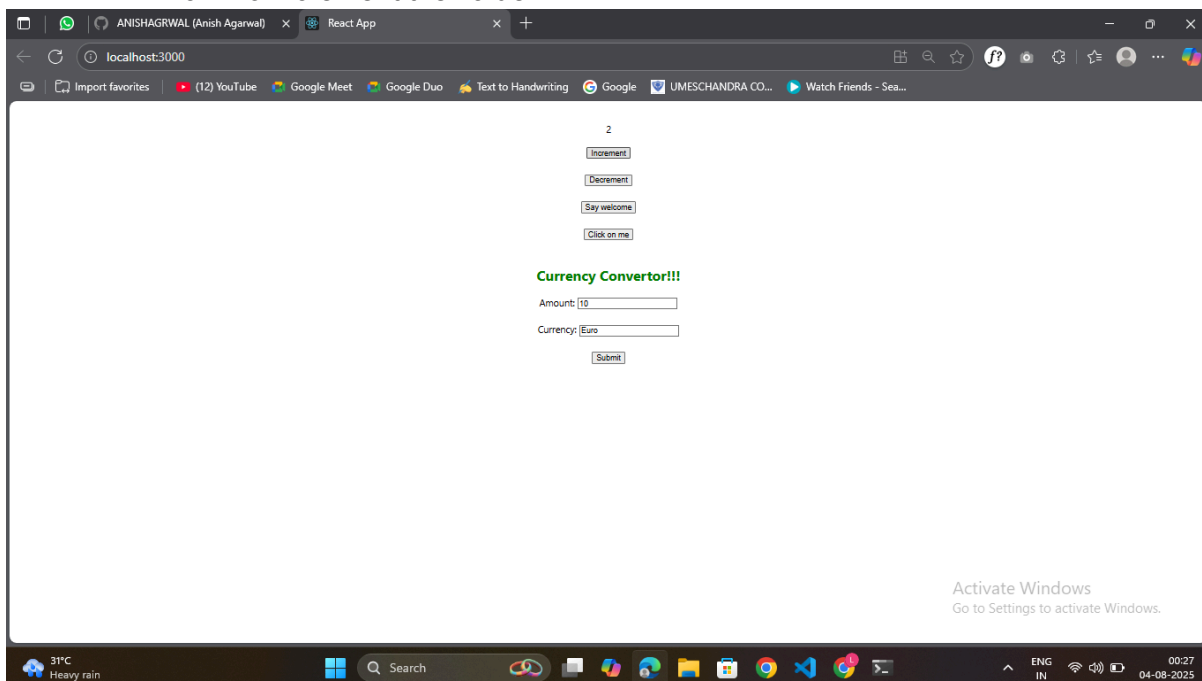 ANISHAGRWAL (Anish Agarwal)
React App
localhost:3000
Import favorites
(12) YouTube
Google Meet
Google Duo
Text to Handwriting
Google
UMESCHANDRA CO...
Watch Friends - Sea...
2
Increment
Decrement
Say welcome
Click on me
Currency Convertor!!!
Amount: 10
Currency: Euro
Submit
Activate Windows
Go to Settings to activate Windows.
31°C
Heavy rain
Search
ENG
IN
00:27
04-08-2025